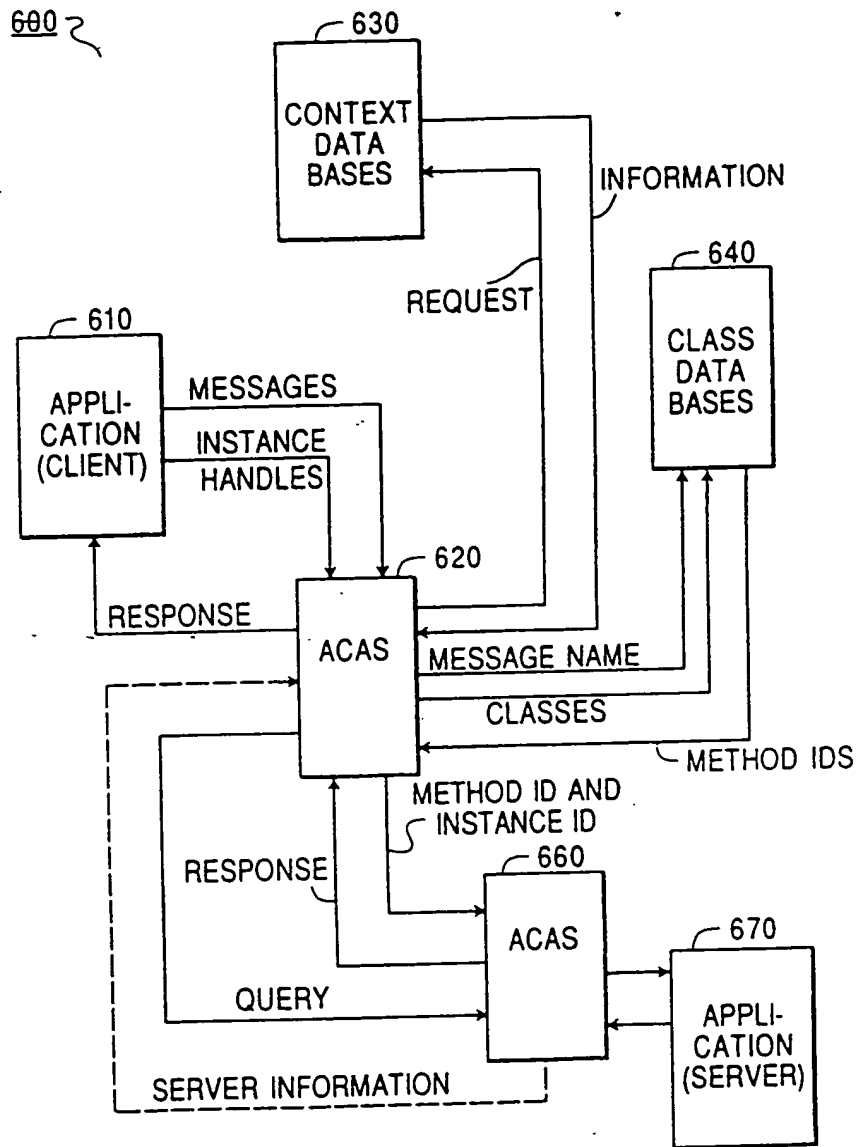 600
630
CONTEXT
DATA
BASES
INFORMATION
640
REQUEST
CLASS
DATA
BASES
610
APPLI-
CATION
(CLIENT)
MESSAGES
INSTANCE
HANDLES
620
RESPONSE
ACAS
MESSAGE NAME
CLASSES
METHOD IDS
METHOD ID AND
INSTANCE ID
RESPONSE
660
ACAS
670
QUERY
APPLI-
CATION
(SERVER)
SERVER INFORMATION